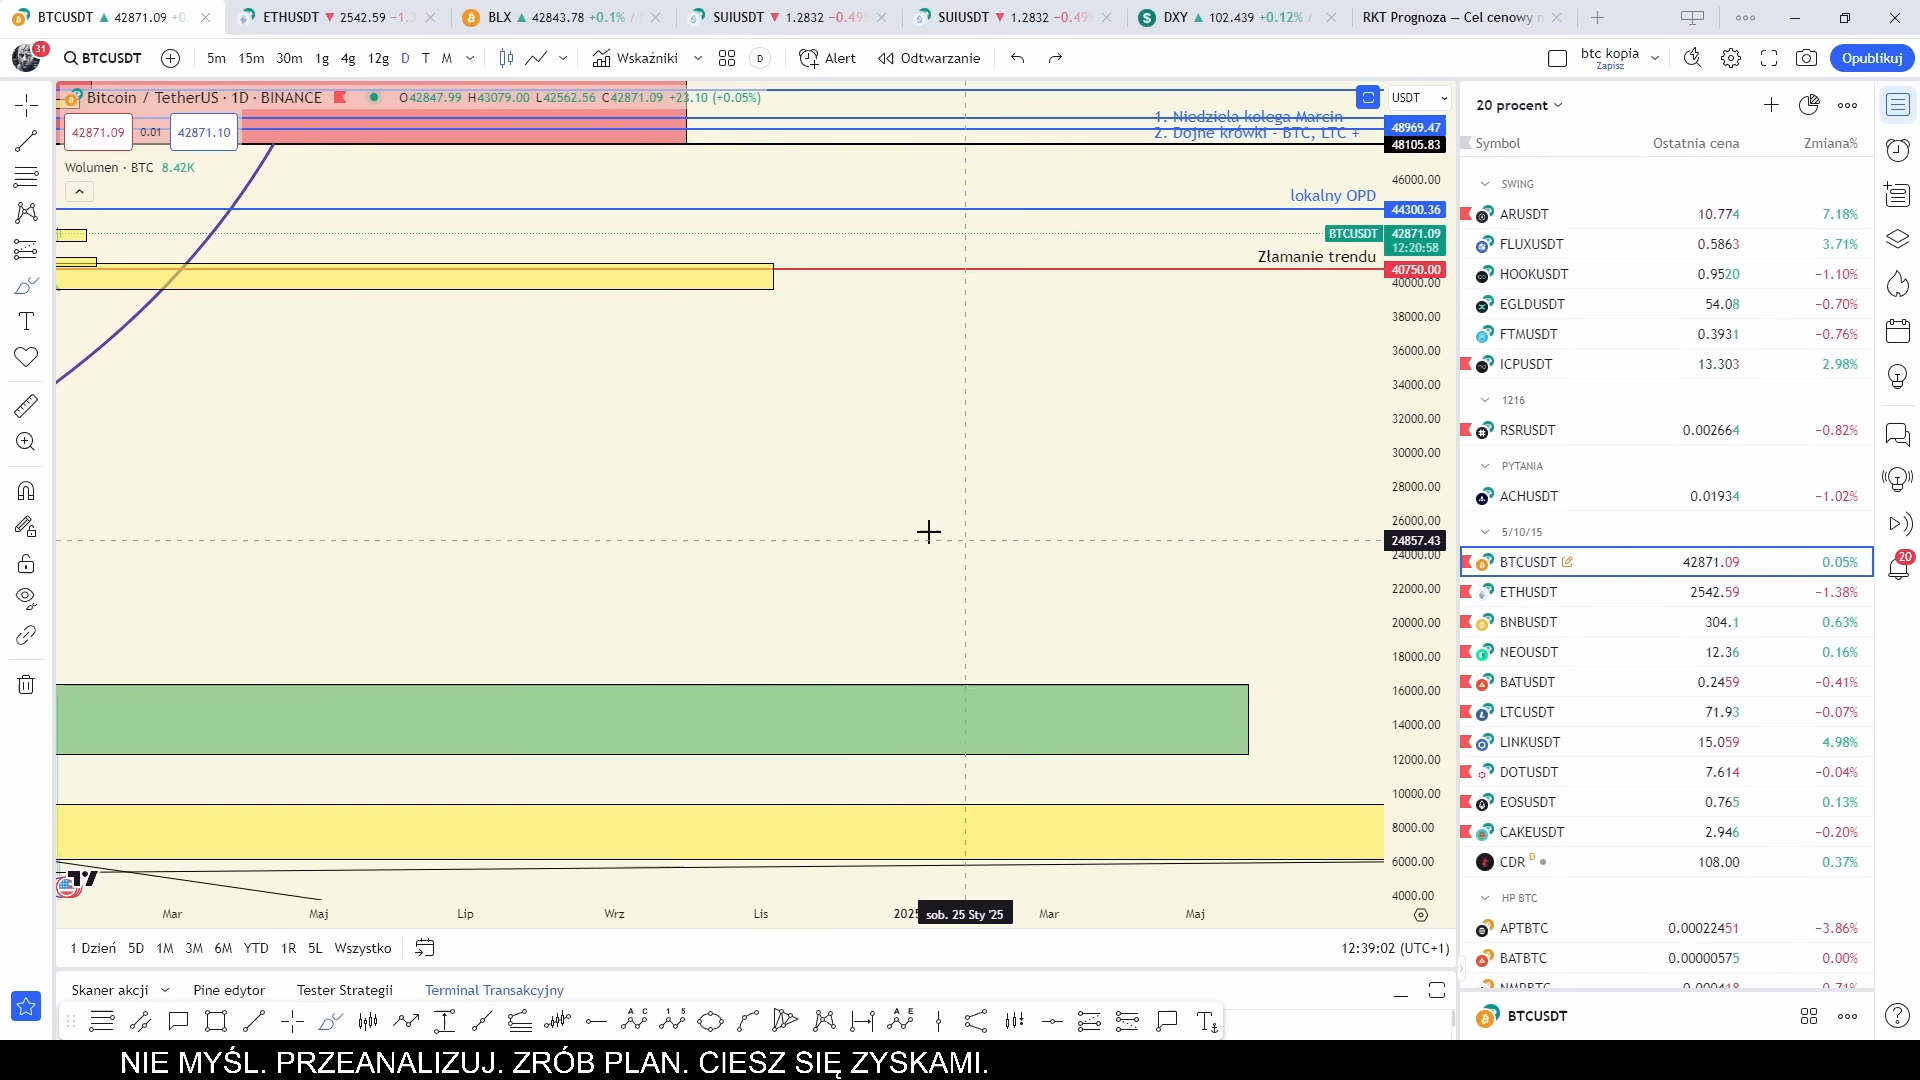 BTCUSDT ▲ 42871.09 +0
ETHUSDT ▼ 2542.59 −1.3
BLX ▲ 42843.78 +0.1% /
SUIUSDT ▼ 1.2832 −0.49
SUIUSDT ▼ 1.2832 −0.49
DXY ▲ 102.439 +0.12% /
RKT Prognoza — Cel cenowy
31
BTCUSDT
5m 15m 30m 1g 4g 12g D T M
Wskaźniki
D
Alert
Odtwarzanie
btc kopia
Zapisz
Opublikuj
Bitcoin / TetherUS · 1D · BINANCE
O42847.99 H43079.00 L42562.56 C42871.09 +23.10 (+0.05%)
USDT
42871.09
0.01
42871.10
Wolumen · BTC 8.42K
1. Niedziela kolega Marcin
2. Dojne krówki - BTC, LTC +
lokalny OPD
BTCUSDT
Złamanie trendu
48969.47
48105.83
46000.00
44300.36
42871.09
12:20:58
40750.00
40000.00
38000.00
36000.00
34000.00
32000.00
30000.00
28000.00
26000.00
24857.43
24000.00
22000.00
20000.00
18000.00
16000.00
14000.00
12000.00
10000.00
8000.00
6000.00
4000.00
Mar Maj Lip Wrz Lis 2025 sob. 25 Sty '25 Mar Maj
1 Dzień 5D 1M 3M 6M YTD 1R 5L Wszystko
12:39:02 (UTC+1)
Skaner akcji Pine edytor Tester Strategii Terminal Transakcyjny
20 procent
Symbol Ostatnia cena Zmiana%
SWING
ARUSDT 10.774 7.18%
FLUXUSDT 0.5863 3.71%
HOOKUSDT 0.9520 −1.10%
EGLDUSDT 54.08 −0.70%
FTMUSDT 0.3931 −0.76%
ICPUSDT 13.303 2.98%
1216
RSRUSDT 0.002664 −0.82%
PYTANIA
ACHUSDT 0.01934 −1.02%
5/10/15
BTCUSDT 42871.09 0.05%
ETHUSDT 2542.59 −1.38%
BNBUSDT 304.1 0.63%
NEOUSDT 12.36 0.16%
BATUSDT 0.2459 −0.41%
LTCUSDT 71.93 −0.07%
LINKUSDT 15.059 4.98%
DOTUSDT 7.614 −0.04%
EOSUSDT 0.765 0.13%
CAKEUSDT 2.946 −0.20%
CDR D 108.00 0.37%
HP BTC
APTBTC 0.00022451 −3.86%
BATBTC 0.00000575 0.00%
BTCUSDT
20
NIE MYŚL. PRZEANALIZUJ. ZRÓB PLAN. CIESZ SIĘ ZYSKAMI.